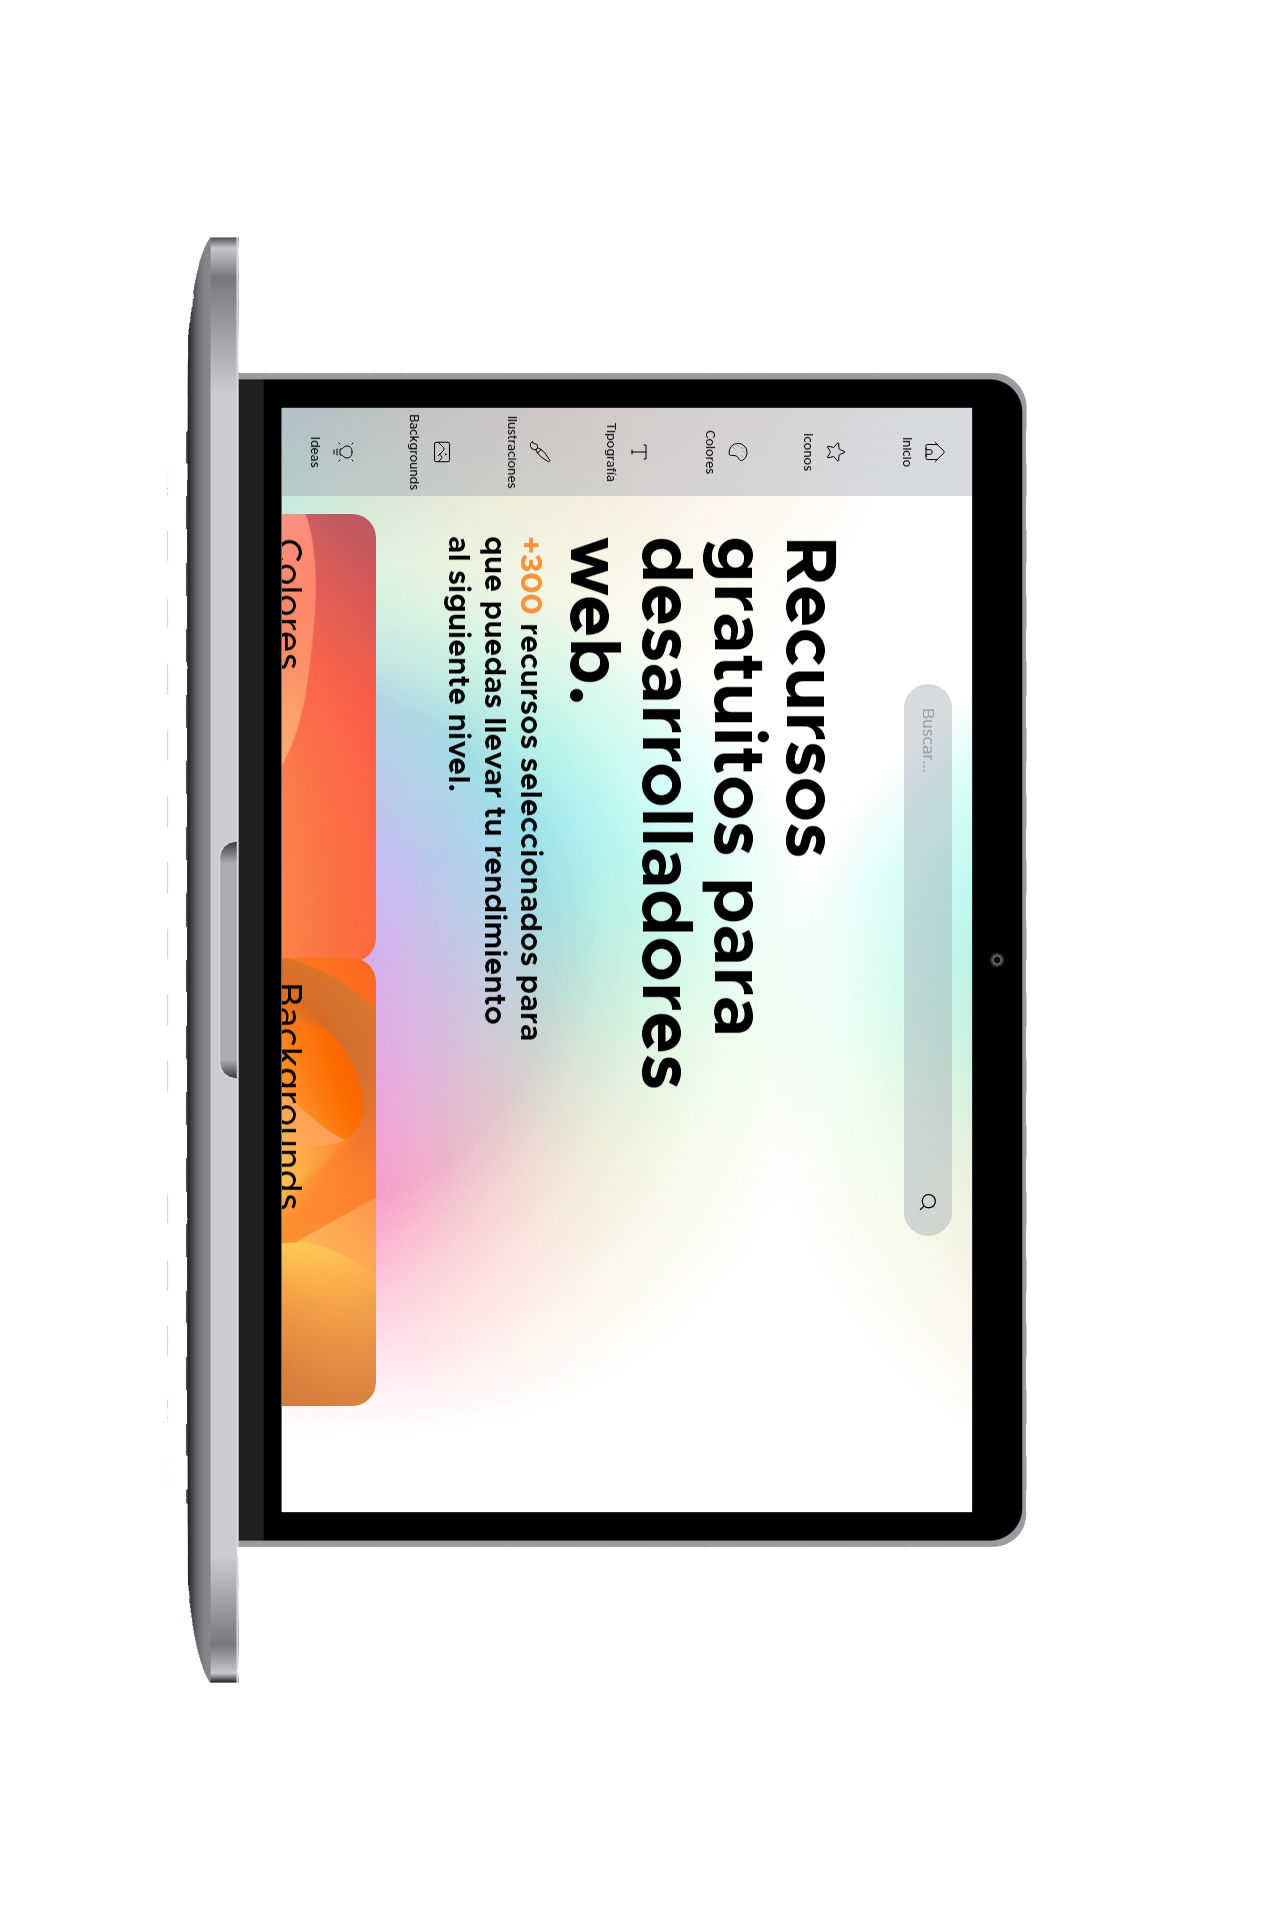 Inicio
Iconos
Colores
Tipografía
Ilustraciones
Backgrounds
Ideas
Buscar...
Recursos
gratuitos para
desarrolladores
web.
+300 recursos seleccionados para
que puedas llevar tu rendimiento
al siguiente nivel.
Colores
Backgrounds